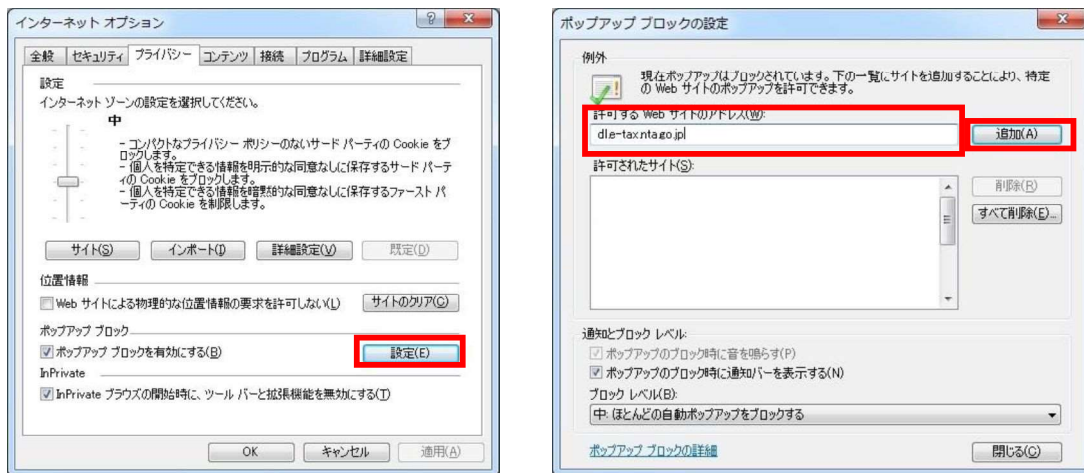 インターネット オプション
全般
セキュリティ
プライバシー
コンテンツ
接続
プログラム
詳細設定
設定
インターネット ゾーンの設定を選択してください。
中
- コンパクトなプライバシー ポリシーのないサード パーティの Cookie をブ
ロックします。
- 個人を特定できる情報を明示的な同意なしに保存するサード パーテ
ィの Cookie をブロックします。
- 個人を特定できる情報を暗黙的な同意なしに保存するファースト パ
ーティの Cookie を制限します。
サイト(S)
インポート(I)
詳細設定(V)
既定(D)
位置情報
Web サイトによる物理的な位置情報の要求を許可しない(L)
サイトのクリア(C)
ポップアップ ブロック
ポップアップ ブロックを有効にする(B)
設定(E)
InPrivate
InPrivate ブラウズの開始時に、ツール バーと拡張機能を無効にする(T)
OK
キャンセル
適用(A)
ポップアップ ブロックの設定
例外
現在ポップアップはブロックされています。下の一覧にサイトを追加することにより、特定
の Web サイトのポップアップを許可できます。
許可する Web サイトのアドレス(W):
dl.e-tax.nta.go.jp
追加(A)
許可されたサイト(S):
削除(R)
すべて削除(E)...
通知とブロック レベル:
ポップアップのブロック時に音を鳴らす(P)
ポップアップのブロック時に通知バーを表示する(N)
ブロック レベル(B):
中: ほとんどの自動ポップアップをブロックする
ポップアップ ブロックの詳細
閉じる(C)